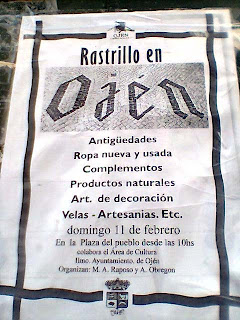 OJÉN
Rastrillo en
Ojén
Antigüedades
Ropa nueva y usada
Complementos
Productos naturales
Art. de decoración
Velas - Artesanias. Etc.
domingo 11 de febrero
En la Plaza del pueblo desde las 10hs
colabora el Área de Cultura
Ilmo. Ayuntamiento. de Ojén
Organizan: M. A. Raposo y A. Obregon